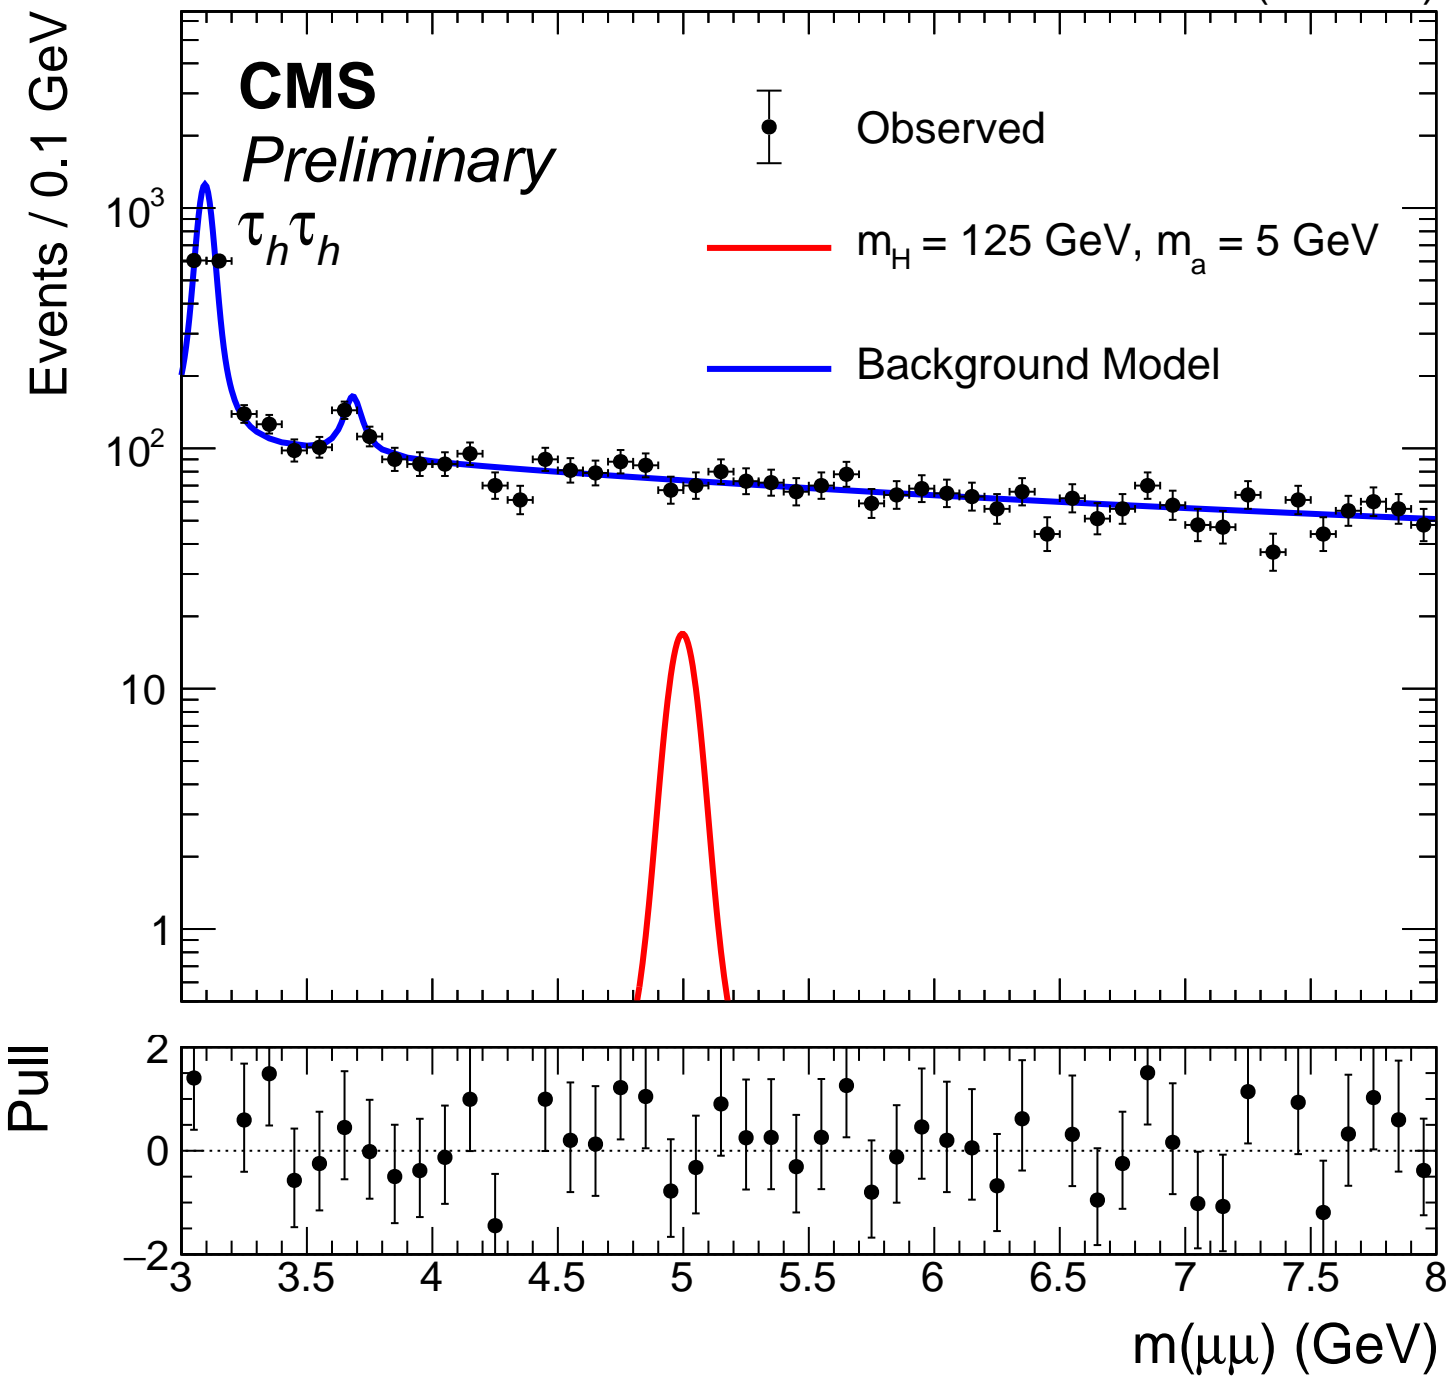 CMS
Preliminary
τhτh
Observed
mH = 125 GeV, ma = 5 GeV
Background Model
Events / 0.1 GeV
10³
10²
10
1
Pull
2
0
−2
3 3.5 4 4.5 5 5.5 6 6.5 7 7.5 8
m(μμ) (GeV)